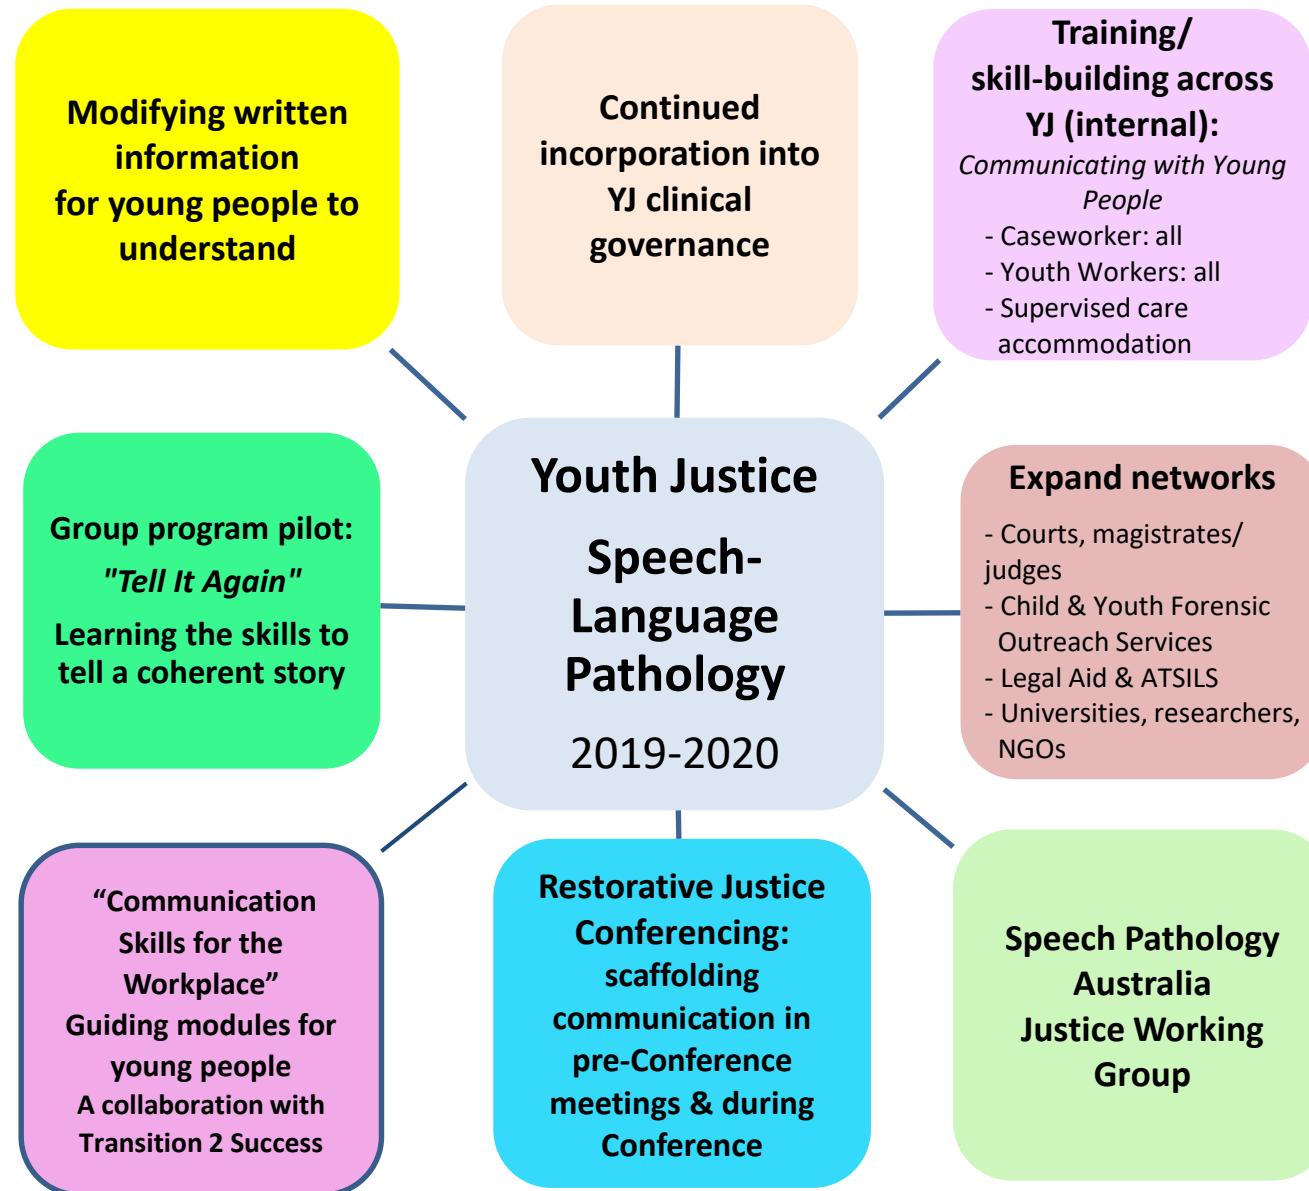 Modifying written
information
for young people to
understand
Continued
incorporation into
YJ clinical
governance
Training/
skill-building across
YJ (internal):
Communicating with Young
People
- Caseworker: all
- Youth Workers: all
- Supervised care
accommodation
Group program pilot:
"Tell It Again"
Learning the skills to
tell a coherent story
Youth Justice
Speech-
Language
Pathology
2019-2020
Expand networks
- Courts, magistrates/
judges
- Child & Youth Forensic
Outreach Services
- Legal Aid & ATSILS
- Universities, researchers,
NGOs
“Communication
Skills for the
Workplace”
Guiding modules for
young people
A collaboration with
Transition 2 Success
Restorative Justice
Conferencing:
scaffolding
communication in
pre-Conference
meetings & during
Conference
Speech Pathology
Australia
Justice Working
Group